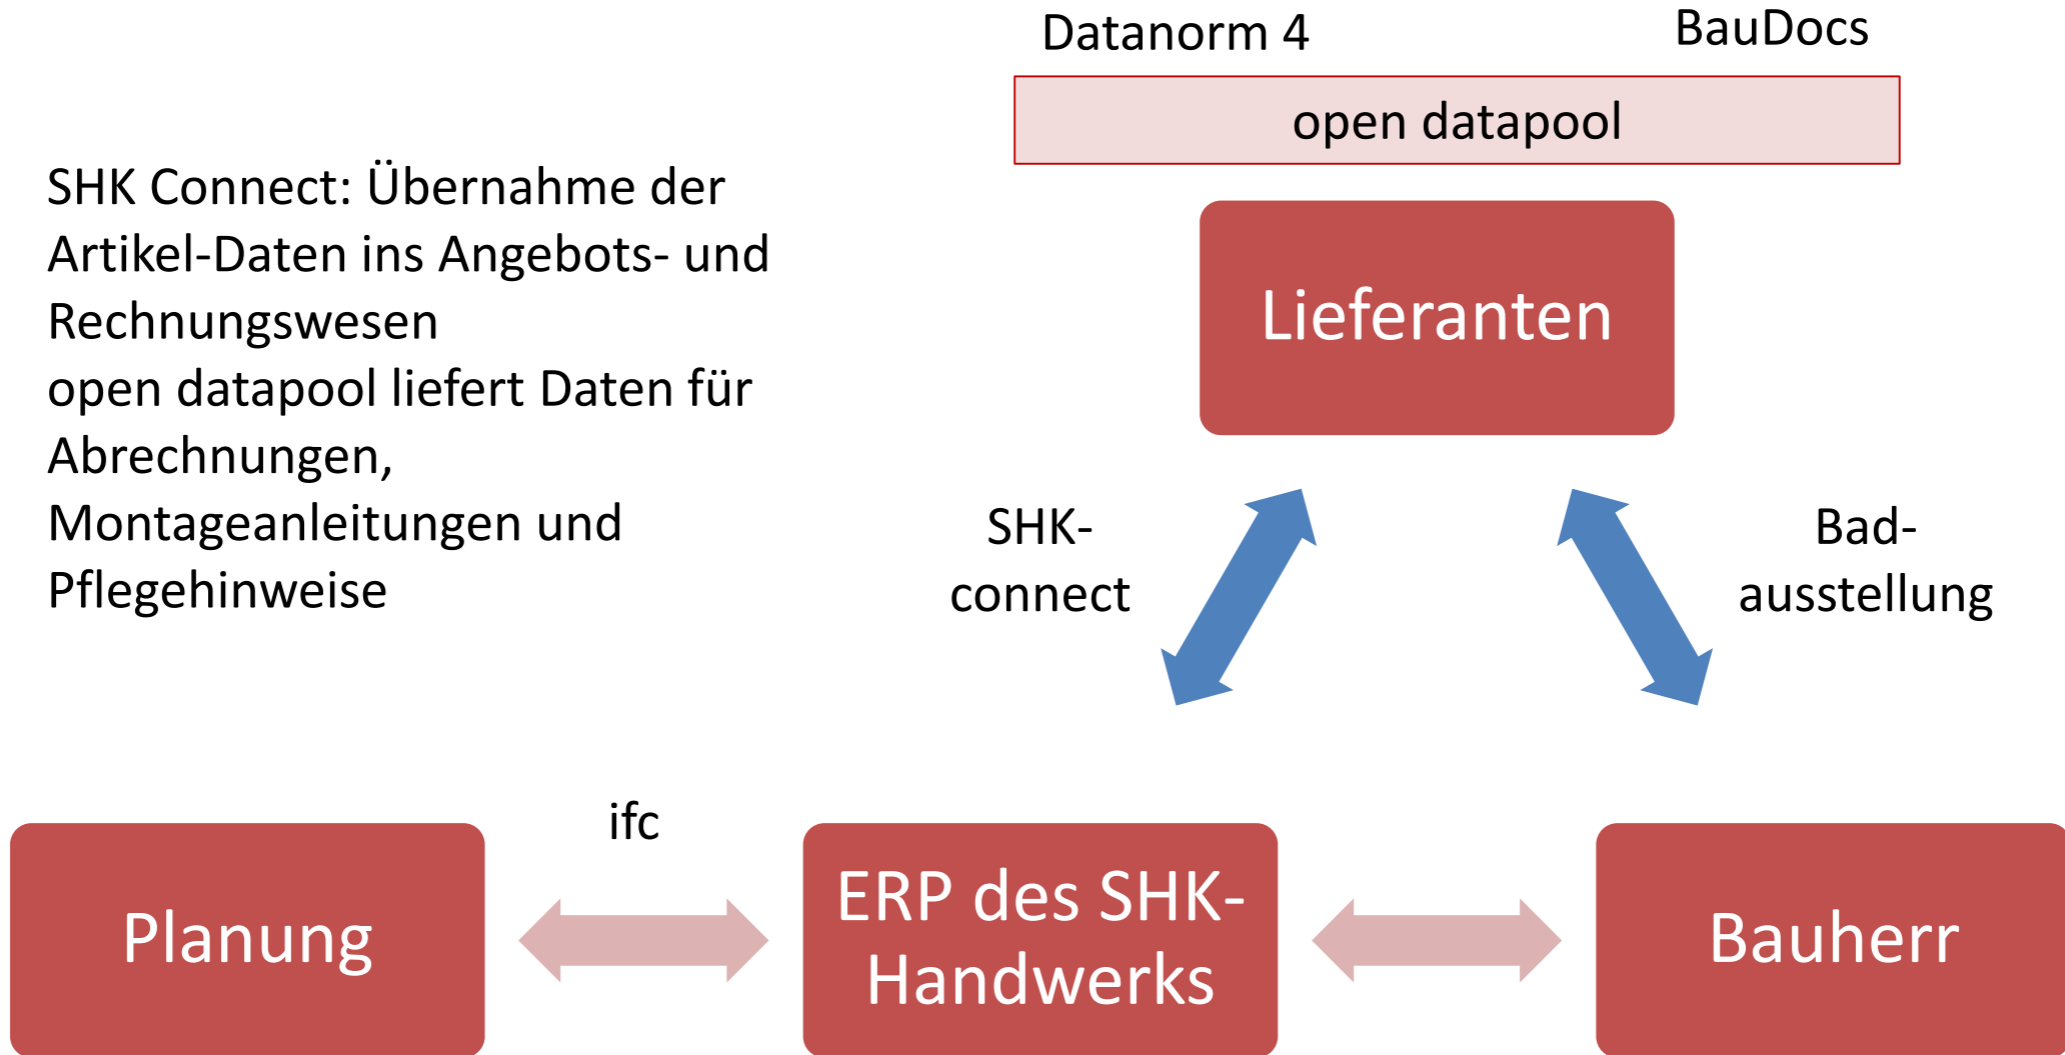 Datanorm 4
BauDocs
open datapool
SHK Connect: Übernahme der
Artikel-Daten ins Angebots- und
Rechnungswesen
open datapool liefert Daten für
Abrechnungen,
Montageanleitungen und
Pflegehinweise
Lieferanten
SHK-
connect
Bad-
ausstellung
ifc
Planung
ERP des SHK-
Handwerks
Bauherr